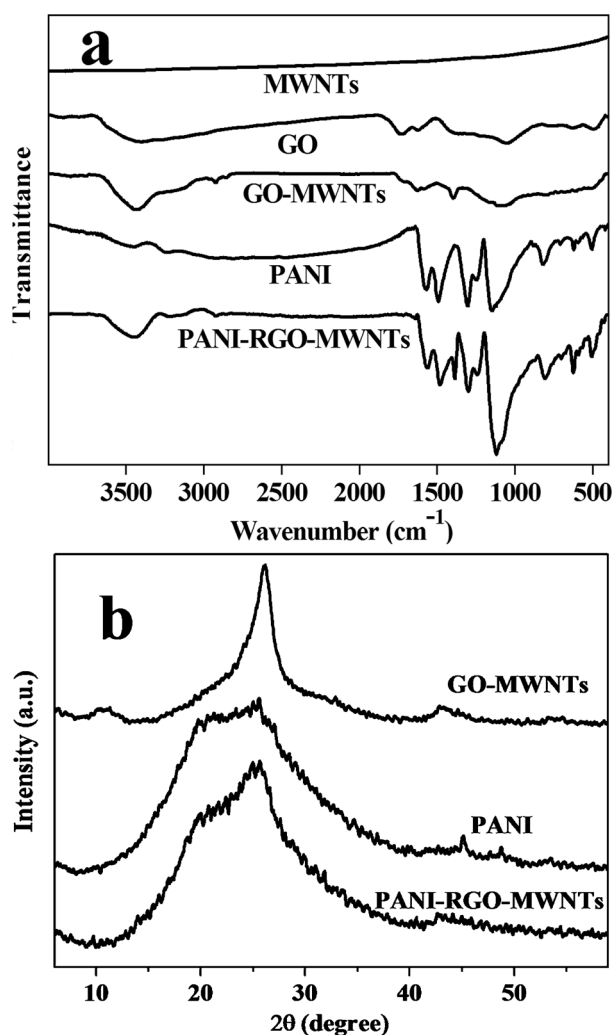 a
MWNTs
GO
GO-MWNTs
PANI
PANI-RGO-MWNTs
Transmittance
3500 3000 2500 2000 1500 1000 500
Wavenumber (cm⁻¹)
b
GO-MWNTs
PANI
PANI-RGO-MWNTs
Intensity (a.u.)
10 20 30 40 50
2θ (degree)